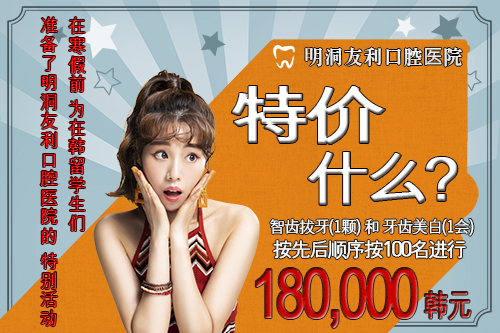 在寒假前 为在韩留学生们
准备了明洞友利口腔医院的 特别活动
明洞友利口腔医院
特价
什么?
智齿拔牙(1颗) 和 牙齿美白(1会)
按先后顺序按100名进行
180,000 韩元